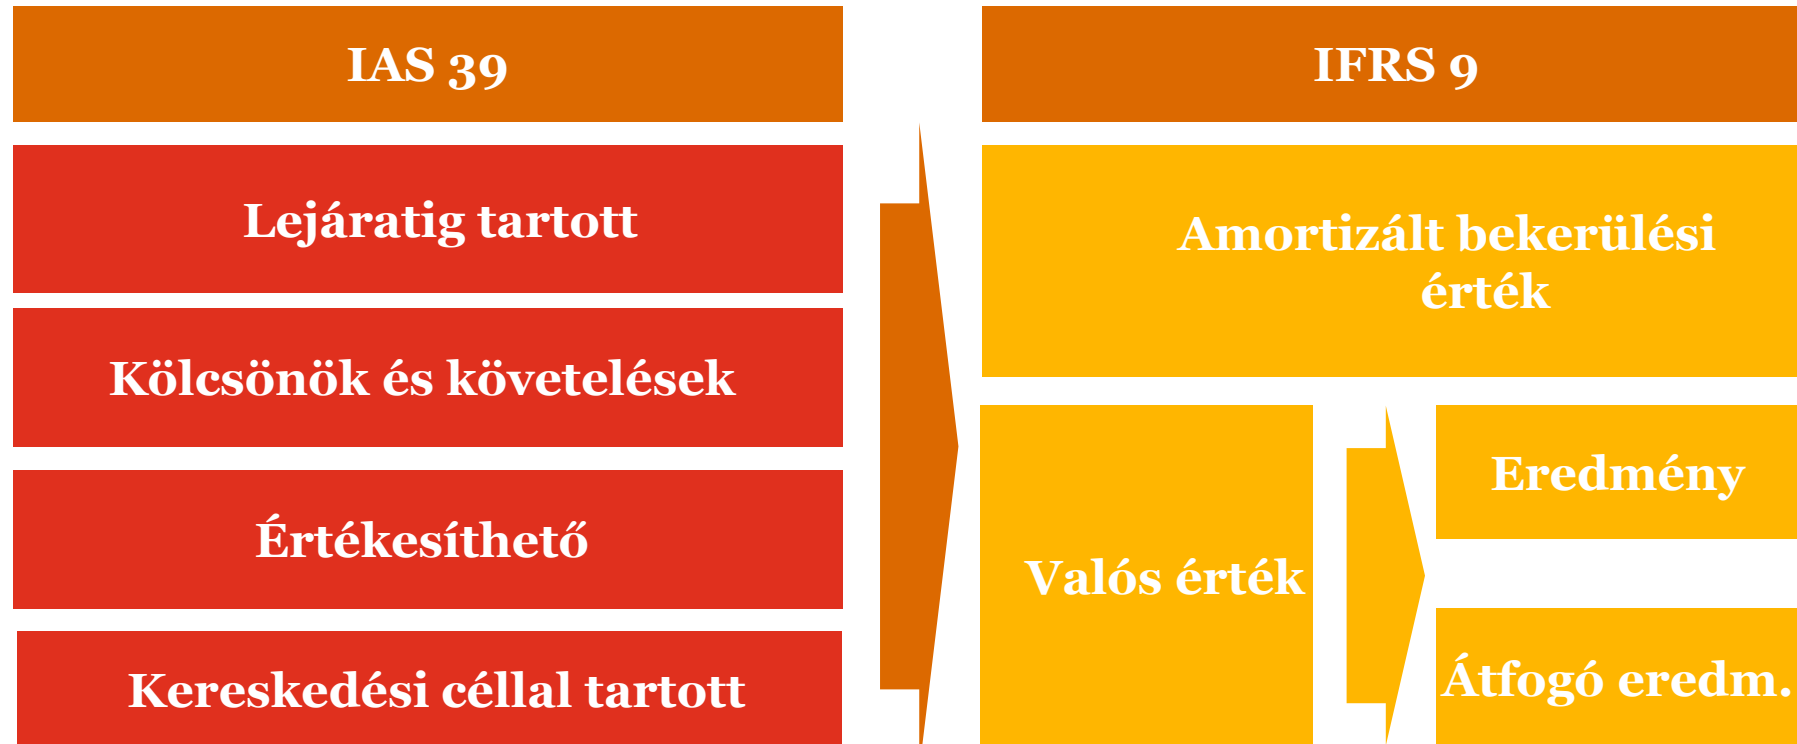 IAS 39
Lejáratig tartott
Kölcsönök és követelések
Értékesíthető
Kereskedési céllal tartott
IFRS 9
Amortizált bekerülési
érték
Valós érték
Eredmény
Átfogó eredm.